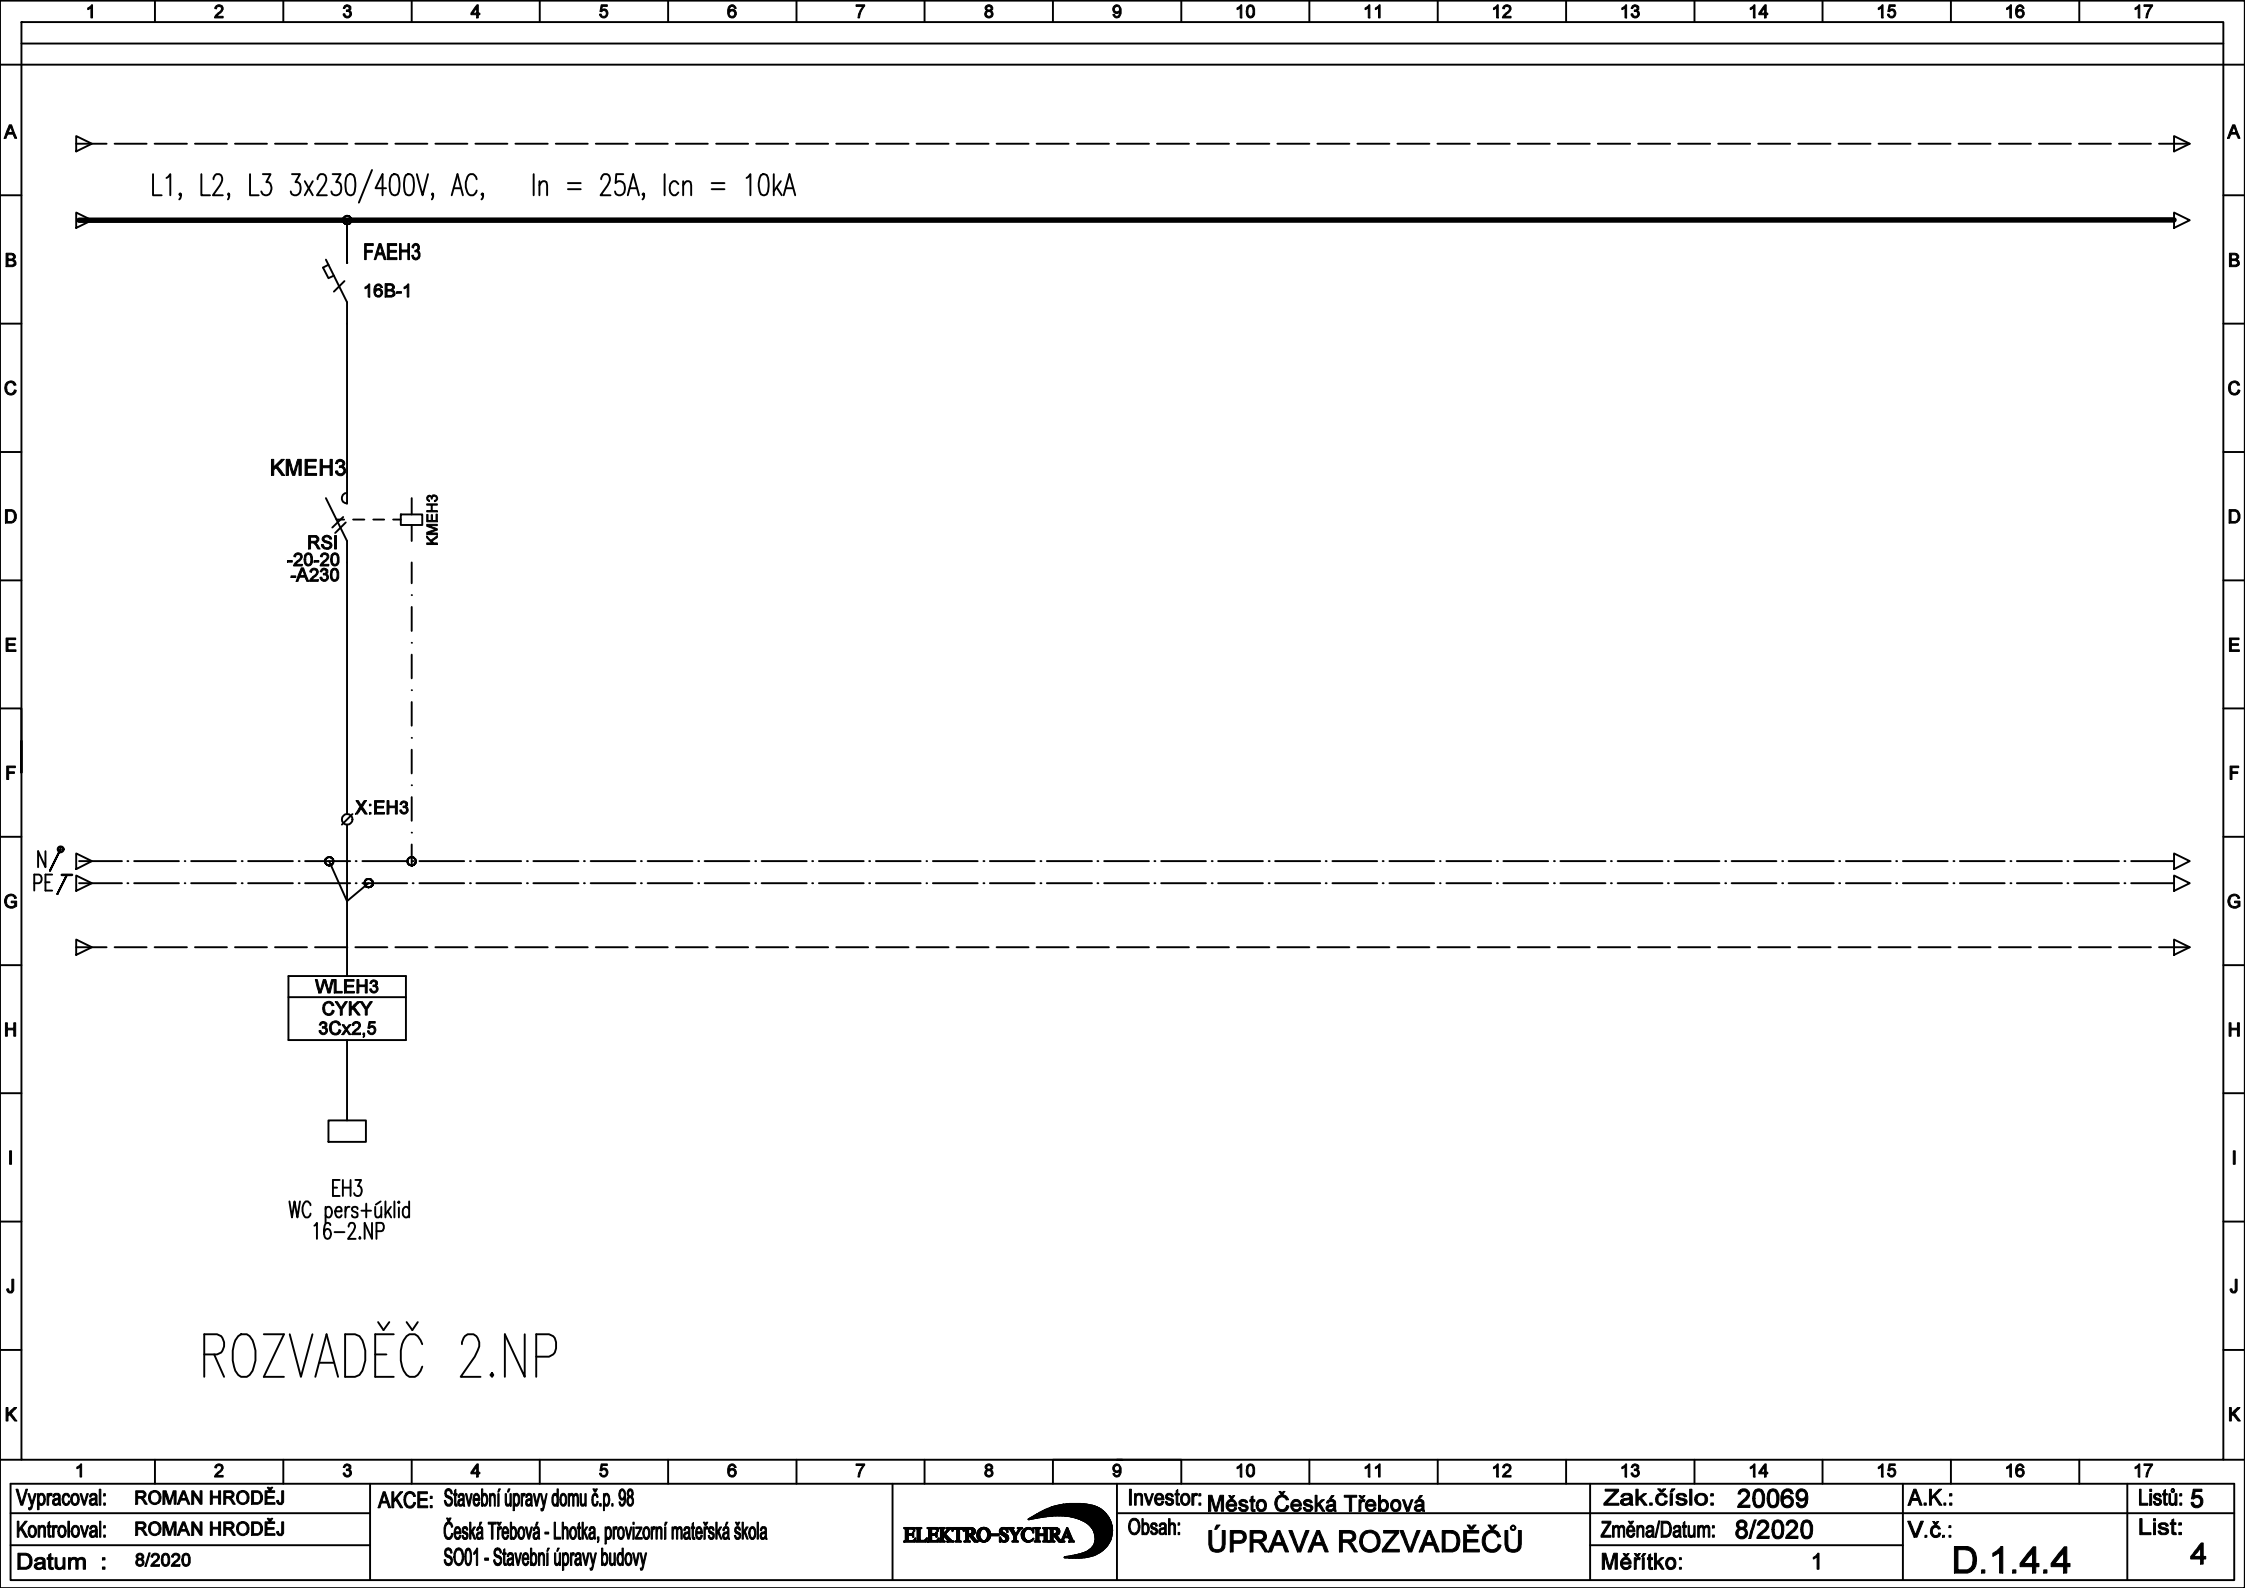 1 2 3 4 5 6 7 8 9 10 11 12 13 14 15 16 17
A A
L1, L2, L3 3x230/400V, AC, In = 25A, Icn = 10kA
FAEH3
B B
16B-1
C C
KMEH3
KMEH3
D D
RSI
-20-20
-A230
E E
F F
X:EH3
N
PE
G G
WLEH3
CYKY
3Cx2,5
H H
I I
EH3
WC pers+úklid
16-2.NP
J J
ROZVADĚČ 2.NP
K K
1 2 3 4 5 6 7 8 9 10 11 12 13 14 15 16 17
Vypracoval: ROMAN HRODĚJ
Kontroloval: ROMAN HRODĚJ
Datum : 8/2020
AKCE: Stavební úpravy domu č.p. 98
Česká Třebová - Lhotka, provizorní mateřská škola
SO01 - Stavební úpravy budovy
ELEKTRO-SYCHRA
Investor: Město Česká Třebová
Obsah: ÚPRAVA ROZVADĚČŮ
Zak.číslo: 20069
Změna/Datum: 8/2020
Měřítko: 1
A.K.:
V.č.:
D.1.4.4
Listů: 5
List:
4